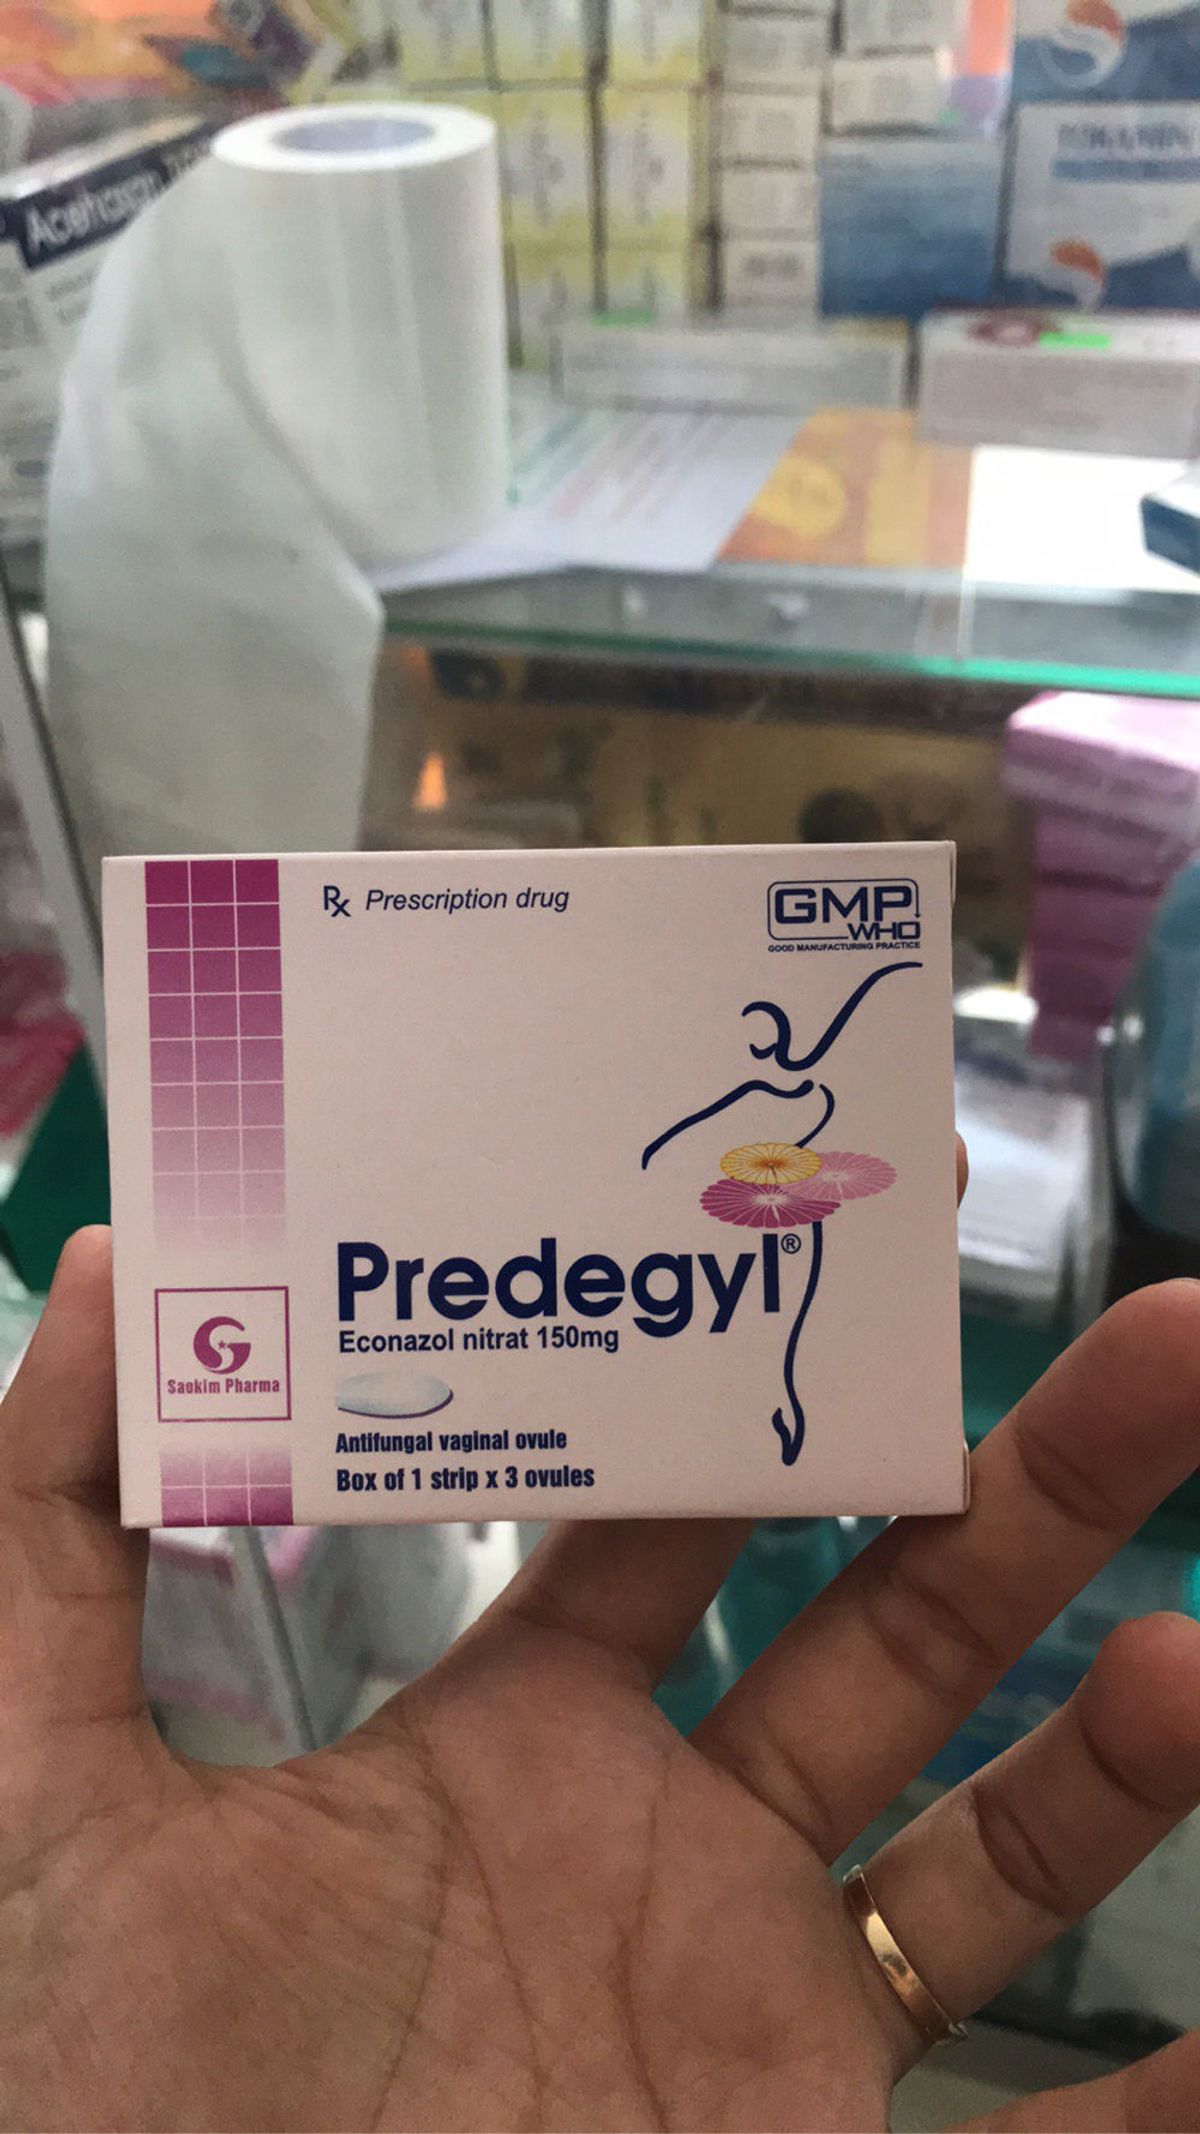 Rx Prescription drug
GMP
WHO
GOOD MANUFACTURING PRACTICE
Predegyl®
Econazol nitrat 150mg
Saokim Pharma
Antifungal vaginal ovule
Box of 1 strip x 3 ovules